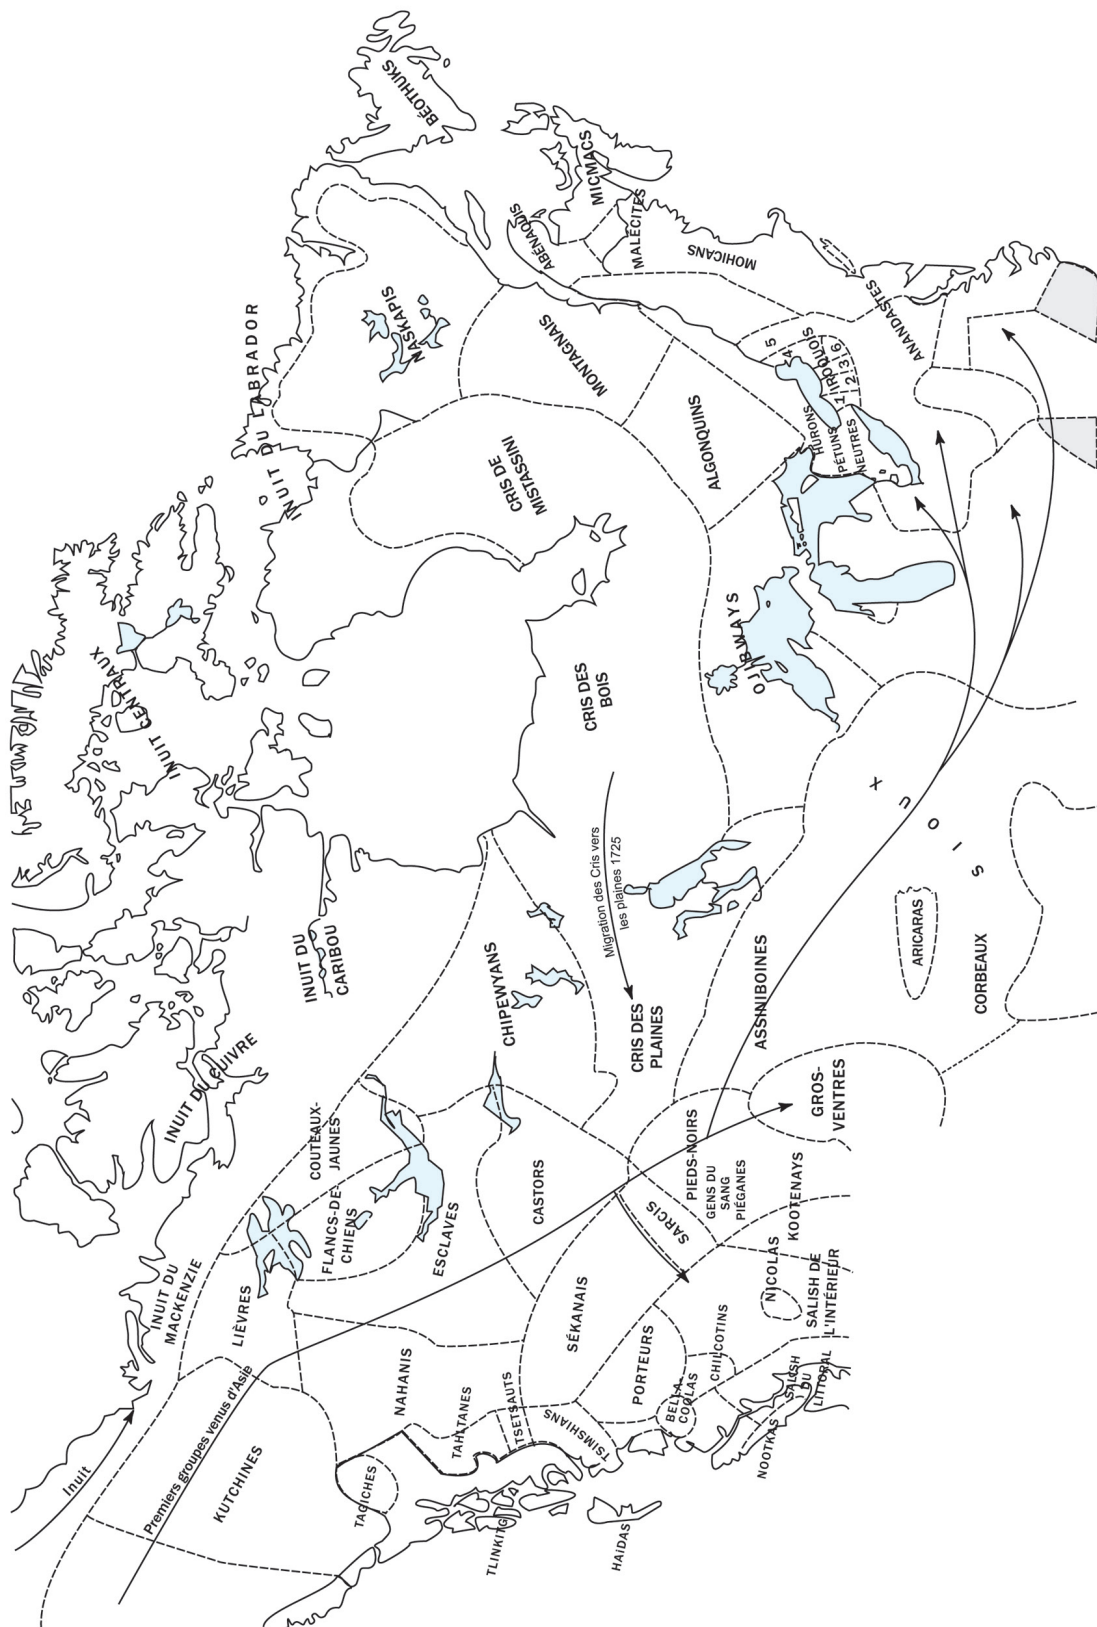 Inuit
Premiers groupes venus d'Asie
KUTCHINES
TAGICHES
TLINKITG
HAIDAS
INUIT DU
MACKENZIE
LIÈVRES
NAHANIS
TAHITANES
TSETSAUTS
TSIMSHIANS
FLANCS-DE-
CHIENS
COUTEAUX-
JAUNES
ESCLAVES
CASTORS
SÉKANAIS
PORTEURS
BELLA
COOLAS
CHILCOTINS
NOOTKAS
SALISH
DU
LITTORAL
NICOLAS
SALISH DE
L'INTÉRIEUR
KOOTENAYS
SARCIS
PIEDS-NOIRS
GENS DU
SANG
PIÉGANES
GROS-
VENTRES
INUIT DU CUIVRE
INUIT DU
CARIBOU
INUIT CENTRAUX
INUIT DU LABRADOR
CHIPEWYANS
CRIS DES
PLAINES
Migration des Cris vers
les plaines 1725
ASSINIBOINES
CORBEAUX
ARICARAS
SIOUX
CRIS DES
BOIS
OJIBWAYS
CRIS DE
MISTASSINI
NASKAPIS
MONTAGNAIS
ALGONQUINS
HURONS
PÉTUNS
NEUTRES
IROQUOIS
1 2 3 6 7
4 5
ANANDASTES
MOHICANS
MALÉCITES
ABÉNAQUIS
MICMACS
BÉOTHUKS